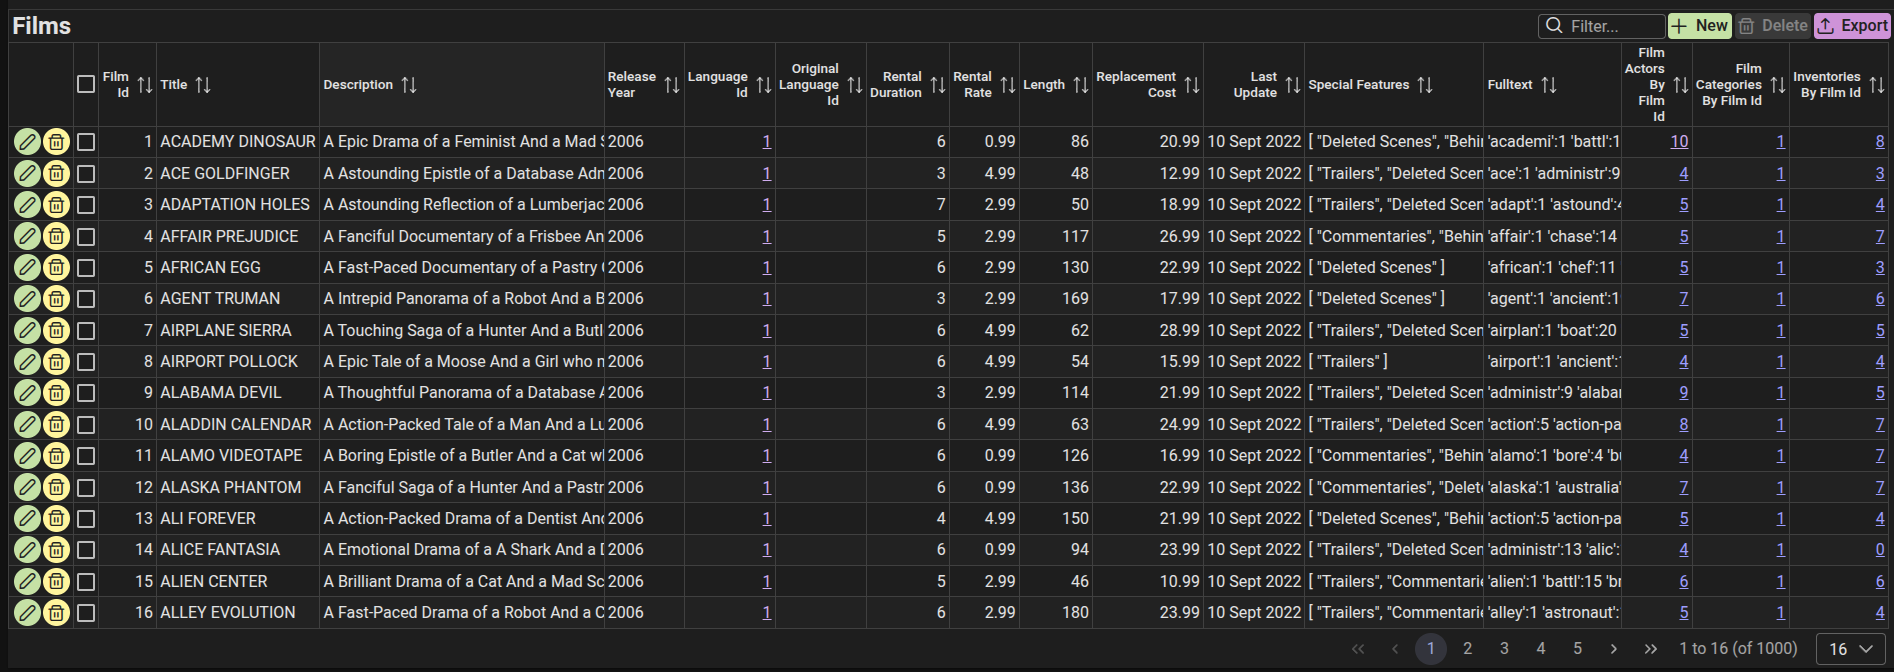 Films
Filter... New Delete Export
Film Id Title Description Release Year Language Id Original Language Id Rental Duration Rental Rate Length Replacement Cost Last Update Special Features Fulltext Film Actors By Film Id Film Categories By Film Id Inventories By Film Id
1 ACADEMY DINOSAUR A Epic Drama of a Feminist And a Mad 2006 1 6 0.99 86 20.99 10 Sept 2022 [ "Deleted Scenes", "Behin 'academi':1 'battl':1 10 1 8
2 ACE GOLDFINGER A Astounding Epistle of a Database Adn 2006 1 3 4.99 48 12.99 10 Sept 2022 [ "Trailers", "Deleted Scen 'ace':1 'administr':9 4 1 3
3 ADAPTATION HOLES A Astounding Reflection of a Lumberjac 2006 1 7 2.99 50 18.99 10 Sept 2022 [ "Trailers", "Deleted Scen 'adapt':1 'astound':4 5 1 4
4 AFFAIR PREJUDICE A Fanciful Documentary of a Frisbee An 2006 1 5 2.99 117 26.99 10 Sept 2022 [ "Commentaries", "Behin 'affair':1 'chase':14 5 1 7
5 AFRICAN EGG A Fast-Paced Documentary of a Pastry 2006 1 6 2.99 130 22.99 10 Sept 2022 [ "Deleted Scenes" ] 'african':1 'chef':11 5 1 3
6 AGENT TRUMAN A Intrepid Panorama of a Robot And a B 2006 1 3 2.99 169 17.99 10 Sept 2022 [ "Deleted Scenes" ] 'agent':1 'ancient':1 7 1 6
7 AIRPLANE SIERRA A Touching Saga of a Hunter And a Butl 2006 1 6 4.99 62 28.99 10 Sept 2022 [ "Trailers", "Deleted Scen 'airplan':1 'boat':20 5 1 5
8 AIRPORT POLLOCK A Epic Tale of a Moose And a Girl who 2006 1 6 4.99 54 15.99 10 Sept 2022 [ "Trailers" ] 'airport':1 'ancient': 4 1 4
9 ALABAMA DEVIL A Thoughtful Panorama of a Database 2006 1 3 2.99 114 21.99 10 Sept 2022 [ "Trailers", "Deleted Scen 'administr':9 'alabar 9 1 5
10 ALADDIN CALENDAR A Action-Packed Tale of a Man And a Lu 2006 1 6 4.99 63 24.99 10 Sept 2022 [ "Trailers", "Deleted Scen 'action':5 'action-pa 8 1 7
11 ALAMO VIDEOTAPE A Boring Epistle of a Butler And a Cat wl 2006 1 6 0.99 126 16.99 10 Sept 2022 [ "Commentaries", "Behin 'alamo':1 'bore':4 'bu 4 1 7
12 ALASKA PHANTOM A Fanciful Saga of a Hunter And a Pastr 2006 1 6 0.99 136 22.99 10 Sept 2022 [ "Commentaries", "Delet 'alaska':1 'australia' 7 1 7
13 ALI FOREVER A Action-Packed Drama of a Dentist And 2006 1 4 4.99 150 21.99 10 Sept 2022 [ "Deleted Scenes", "Behin 'action':5 'action-pa 5 1 4
14 ALICE FANTASIA A Emotional Drama of a A Shark And a D 2006 1 6 0.99 94 23.99 10 Sept 2022 [ "Trailers", "Deleted Scen 'administr':13 'alic': 4 1 0
15 ALIEN CENTER A Brilliant Drama of a Cat And a Mad Sc 2006 1 5 2.99 46 10.99 10 Sept 2022 [ "Trailers", "Commentarie 'alien':1 'battl':15 'br 6 1 6
16 ALLEY EVOLUTION A Fast-Paced Drama of a Robot And a C 2006 1 6 2.99 180 23.99 10 Sept 2022 [ "Trailers", "Commentarie 'alley':1 'astronaut': 5 1 4
1 2 3 4 5 1 to 16 (of 1000) 16